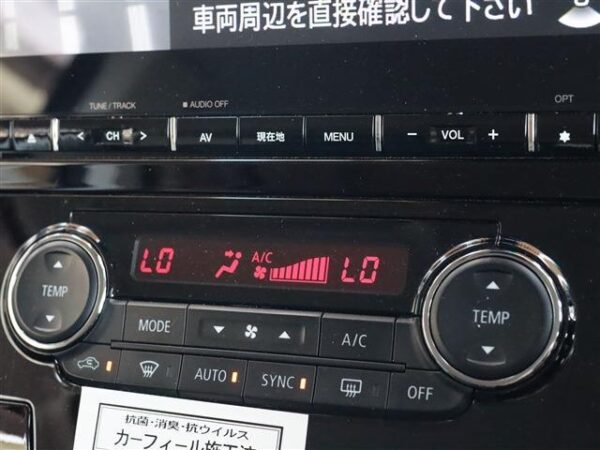 車両周辺を直接確認して下さい
TUNE / TRACK
AUDIO OFF
OPT
< CH >
AV
現在地
MENU
− VOL +
LO
A/C
LO
TEMP
TEMP
MODE
A/C
AUTO
SYNC
OFF
抗菌・消臭・抗ウイルス
カーフィール施工済